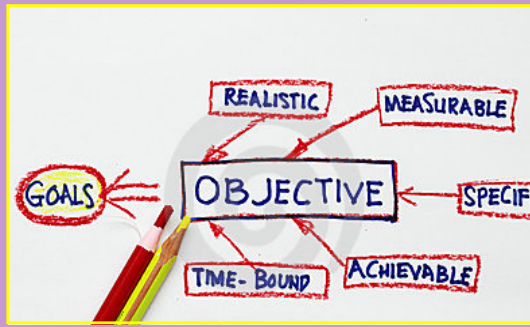 REALISTIC
MEASURABLE
GOALS
OBJECTIVE
SPECIF
TIME-BOUND
ACHIEVABLE